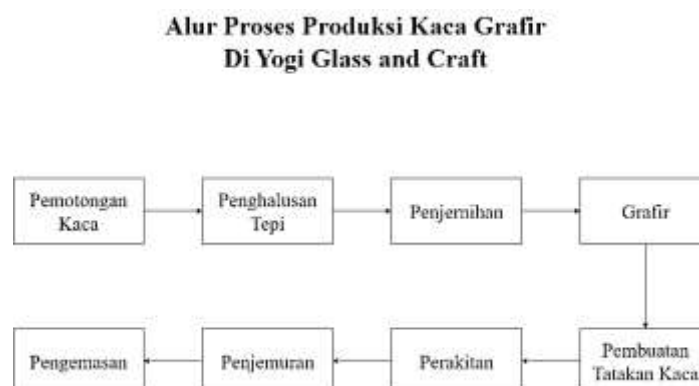 Alur Proses Produksi Kaca Grafir
Di Yogi Glass and Craft
Pemotongan
Kaca
Penghalusan
Tepi
Penjernihan
Grafir
Pembuatan
Tatakan Kaca
Perakitan
Penjemuran
Pengemasan